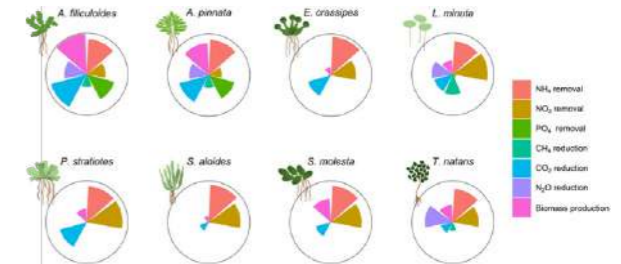 A. filiculoides A. pinnata E. crassipes L. minuta
P. stratiotes S. aloides S. molesta T. natans
NH₄ removal
NO₃ removal
PO₄ removal
CH₄ reduction
CO₂ reduction
N₂O reduction
Biomass production